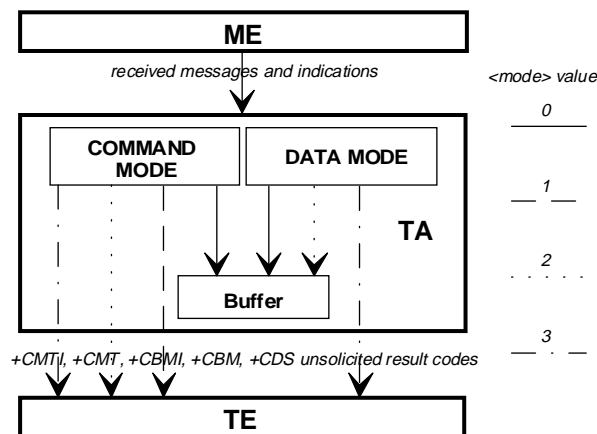 ME
received messages and indications
<mode> value
0
COMMAND
MODE
DATA MODE
1
TA
2
Buffer
3
+CMTI, +CMT, +CBMI, +CBM, +CDS unsolicited result codes
TE